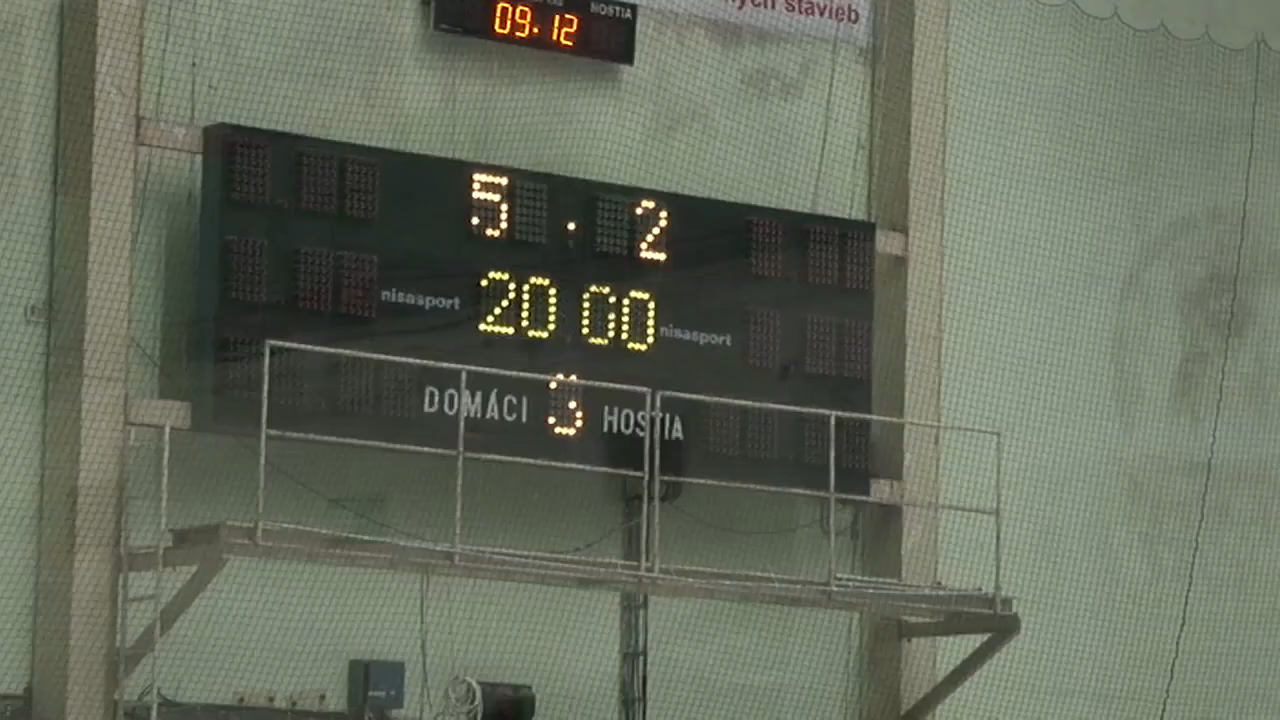 HOSTIA
ných stavieb
09.12
5 . 2
nisasport 20 00 nisasport
DOMÁCI 3 HOSTIA